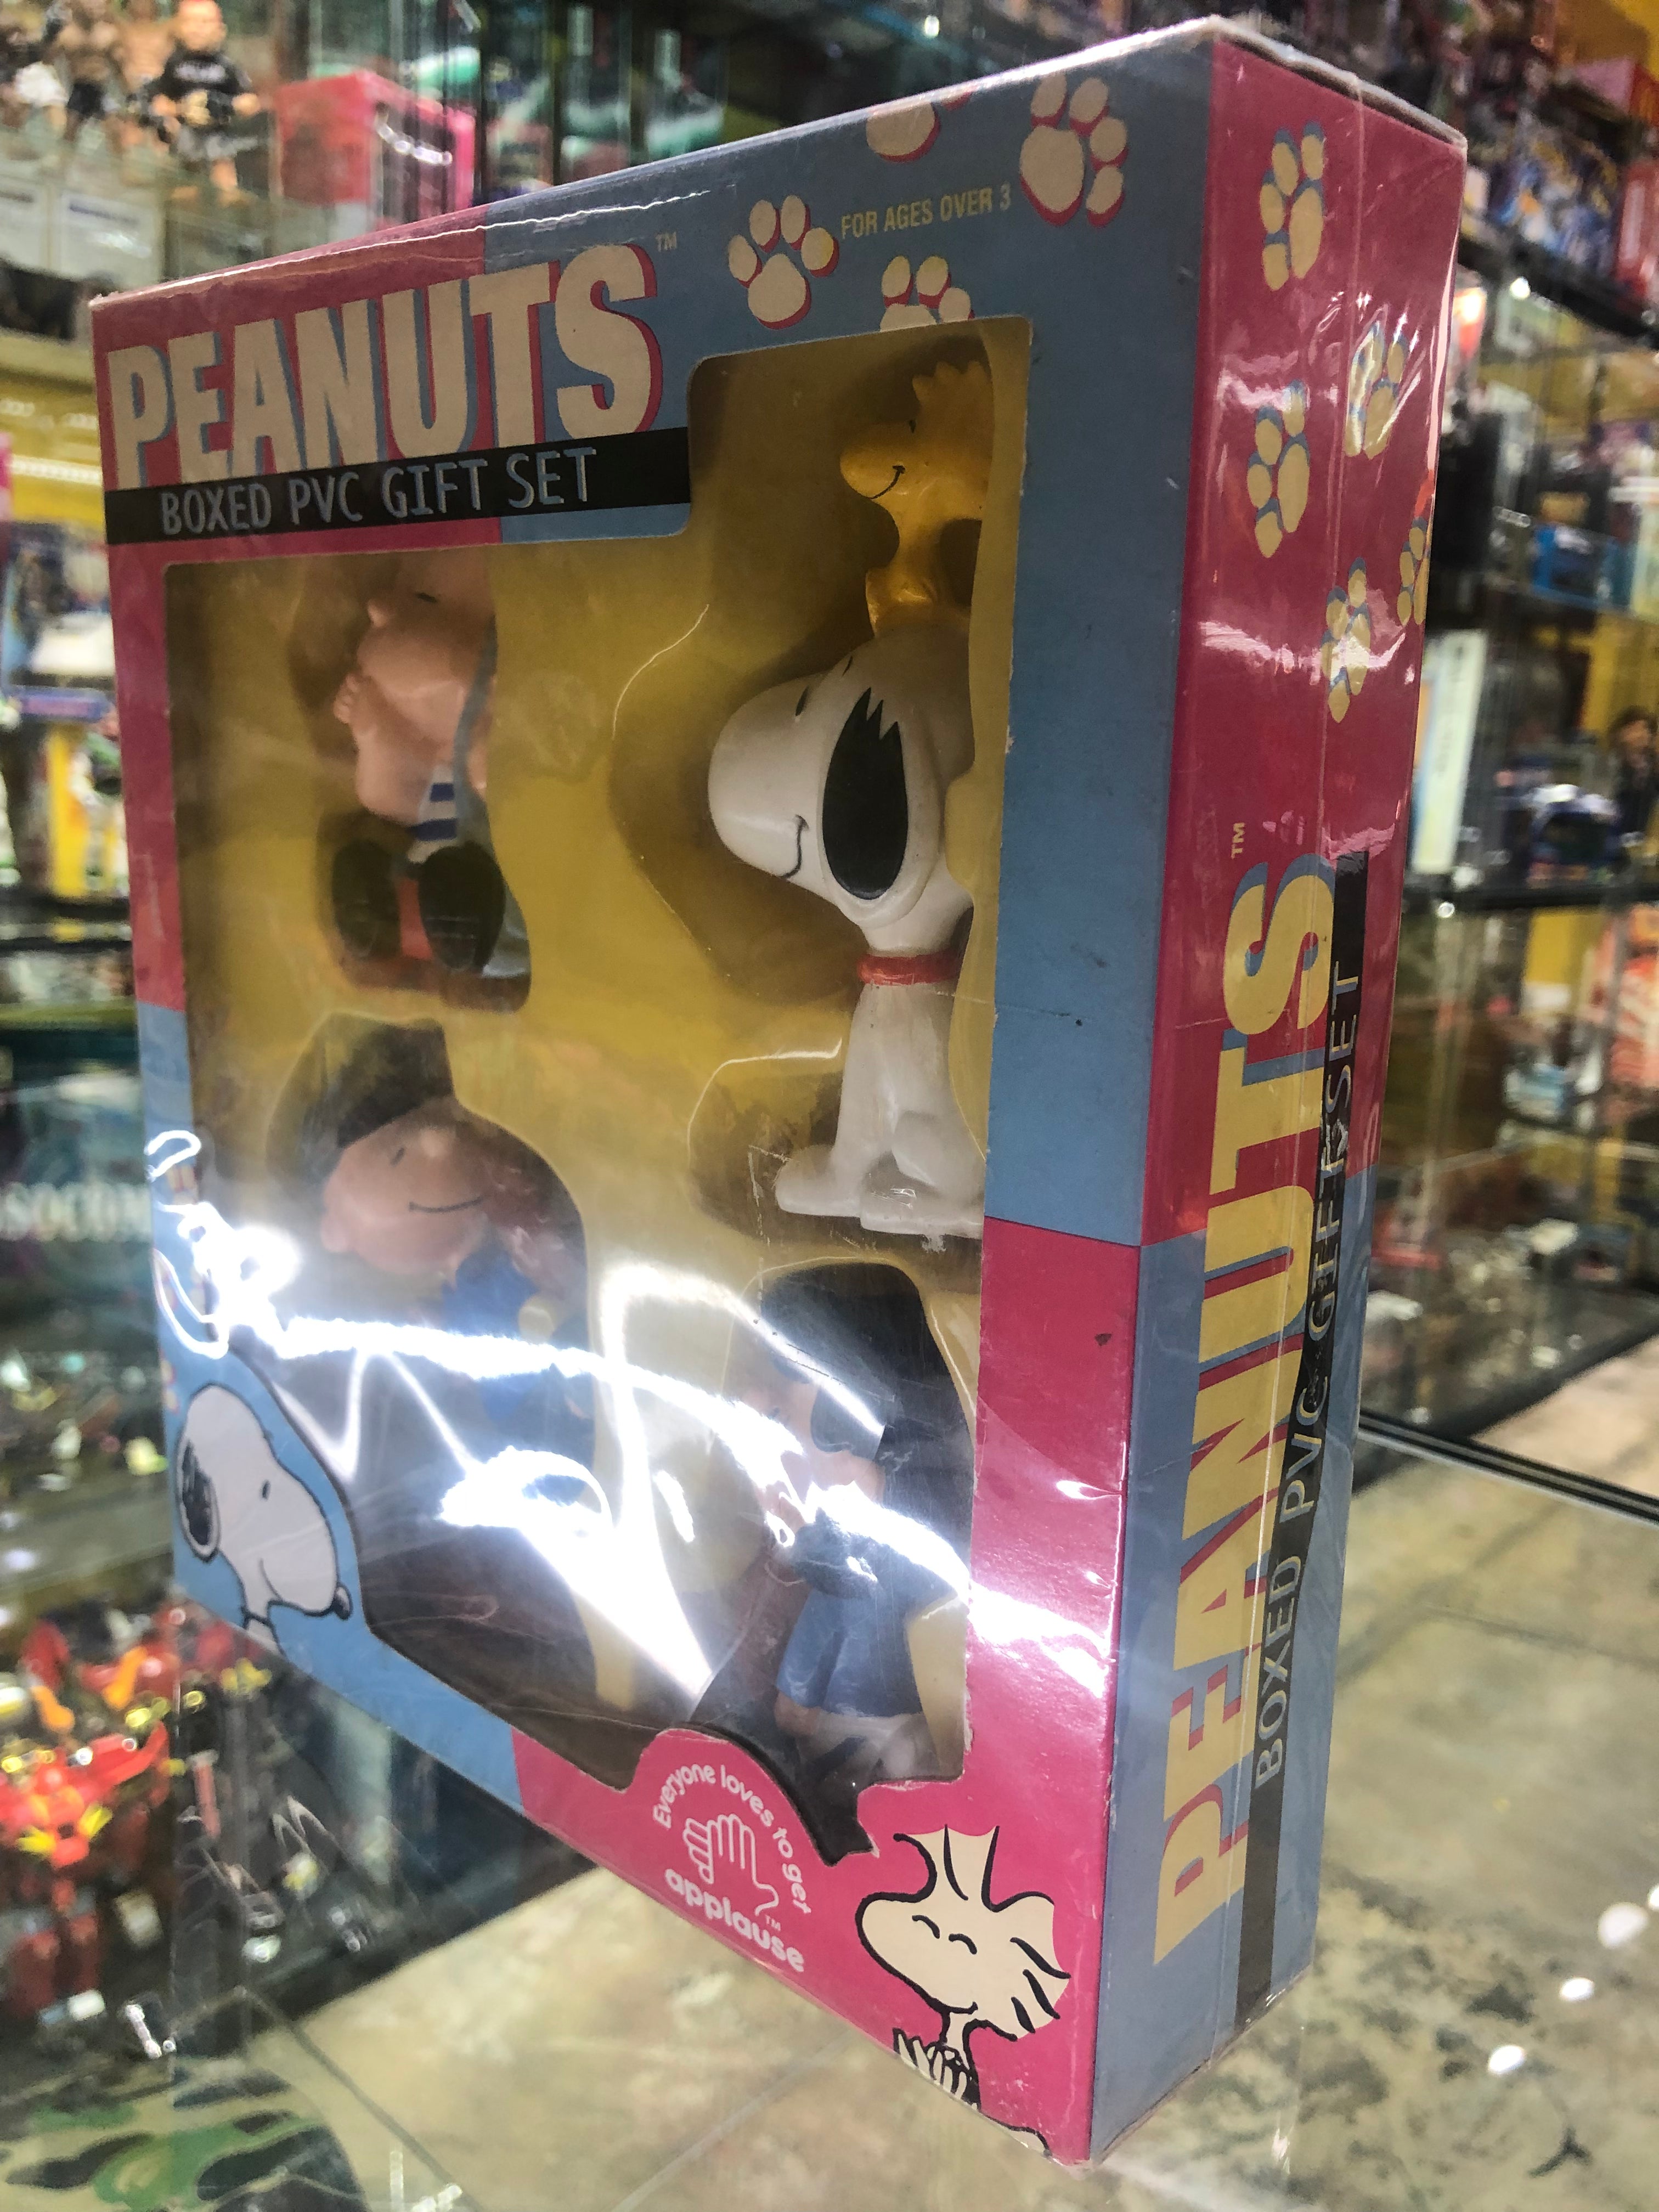 PEANUTS™
BOXED PVC GIFT SET
FOR AGES OVER 3
PEANUTS™
BOXED PVC GIFT SET
Everyone loves to get
applause™